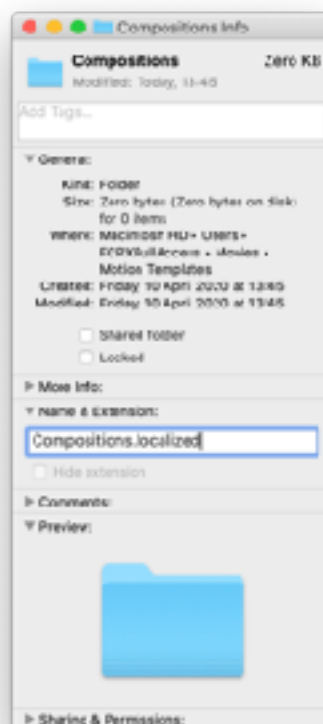 Compositions Info
Compositions Zero KB
Modified: Today, 13:45
Add Tags...
General:
Kind: Folder
Size: Zero bytes (Zero bytes on disk)
for 0 items
Where: Macintosh HD • Users •
• Movies •
Motion Templates
Created: Friday 10 April 2020 at 13:45
Modified: Friday 10 April 2020 at 13:45
Shared folder
Locked
More Info:
Name & Extension:
Compositions.localized
Hide extension
Comments:
Preview:
Sharing & Permissions: